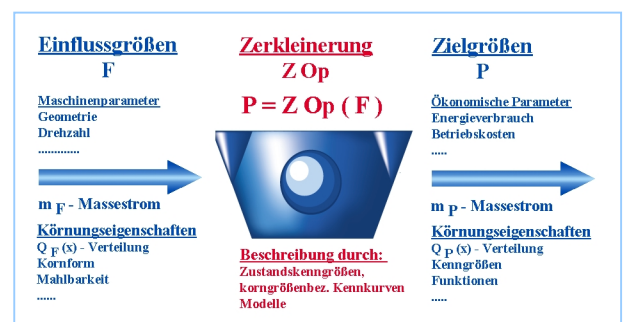 Einflussgrößen
F
Maschinenparameter
Geometrie
Drehzahl
.............
m F - Massestrom
Körnungseigenschaften
Q F (x) - Verteilung
Kornform
Mahlbarkeit
......
Zerkleinerung
Z Op
P = Z Op ( F )
Beschreibung durch:
Zustandskenngrößen,
korngrößenbez. Kennkurven
Modelle
Zielgrößen
P
Ökonomische Parameter
Energieverbrauch
Betriebskosten
.....
m P - Massestrom
Körnungseigenschaften
Q P (x) - Verteilung
Kenngrößen
Funktionen
.....